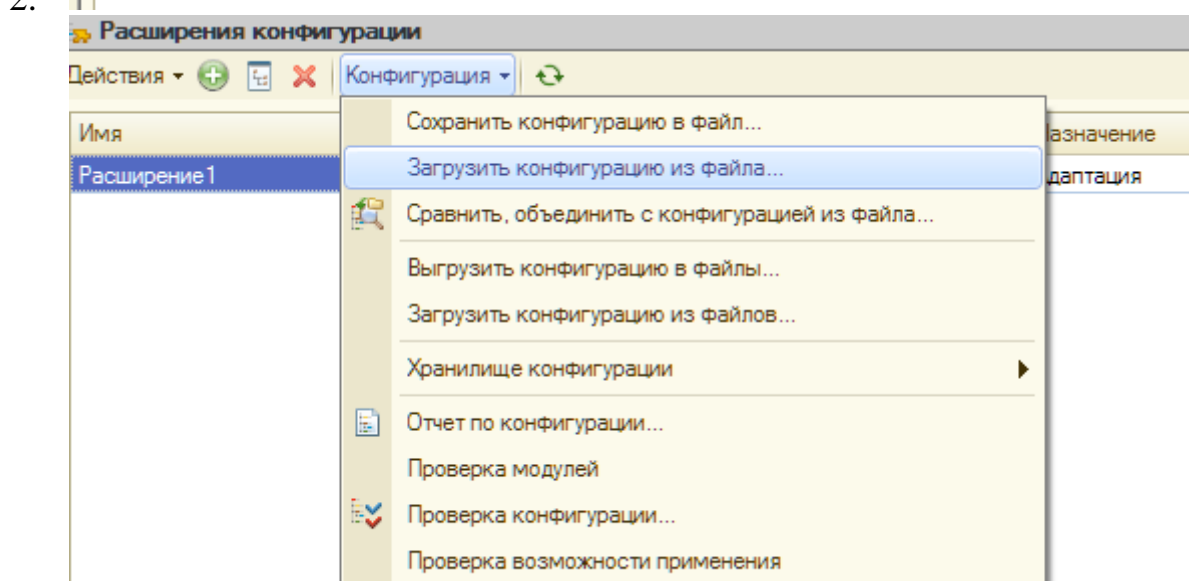 2.
Расширения конфигурации
Действия Конфигурация
Имя
Расширение1
Сохранить конфигурацию в файл...
Загрузить конфигурацию из файла...
Сравнить, объединить с конфигурацией из файла...
Выгрузить конфигурацию в файлы...
Загрузить конфигурацию из файлов...
Хранилище конфигурации
Отчет по конфигурации...
Проверка модулей
Проверка конфигурации...
Проверка возможности применения
азначение
даптация